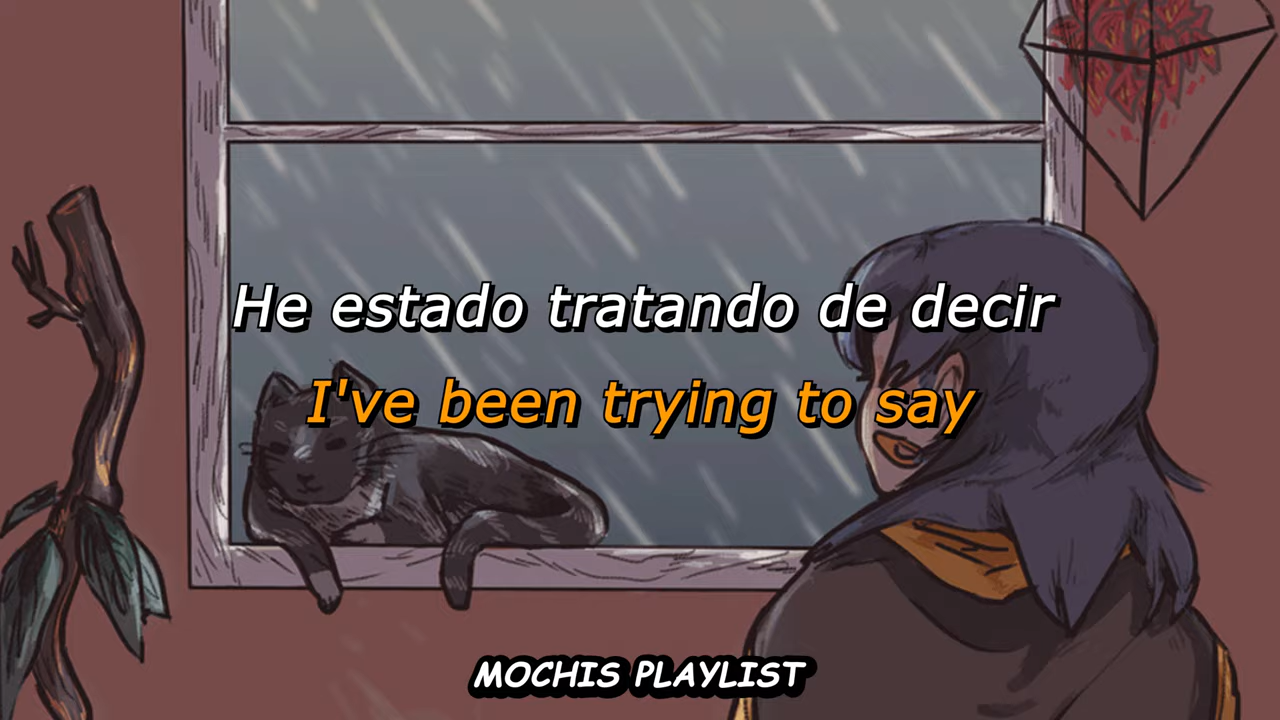 He estado tratando de decir
I've been trying to say
MOCHIS PLAYLIST